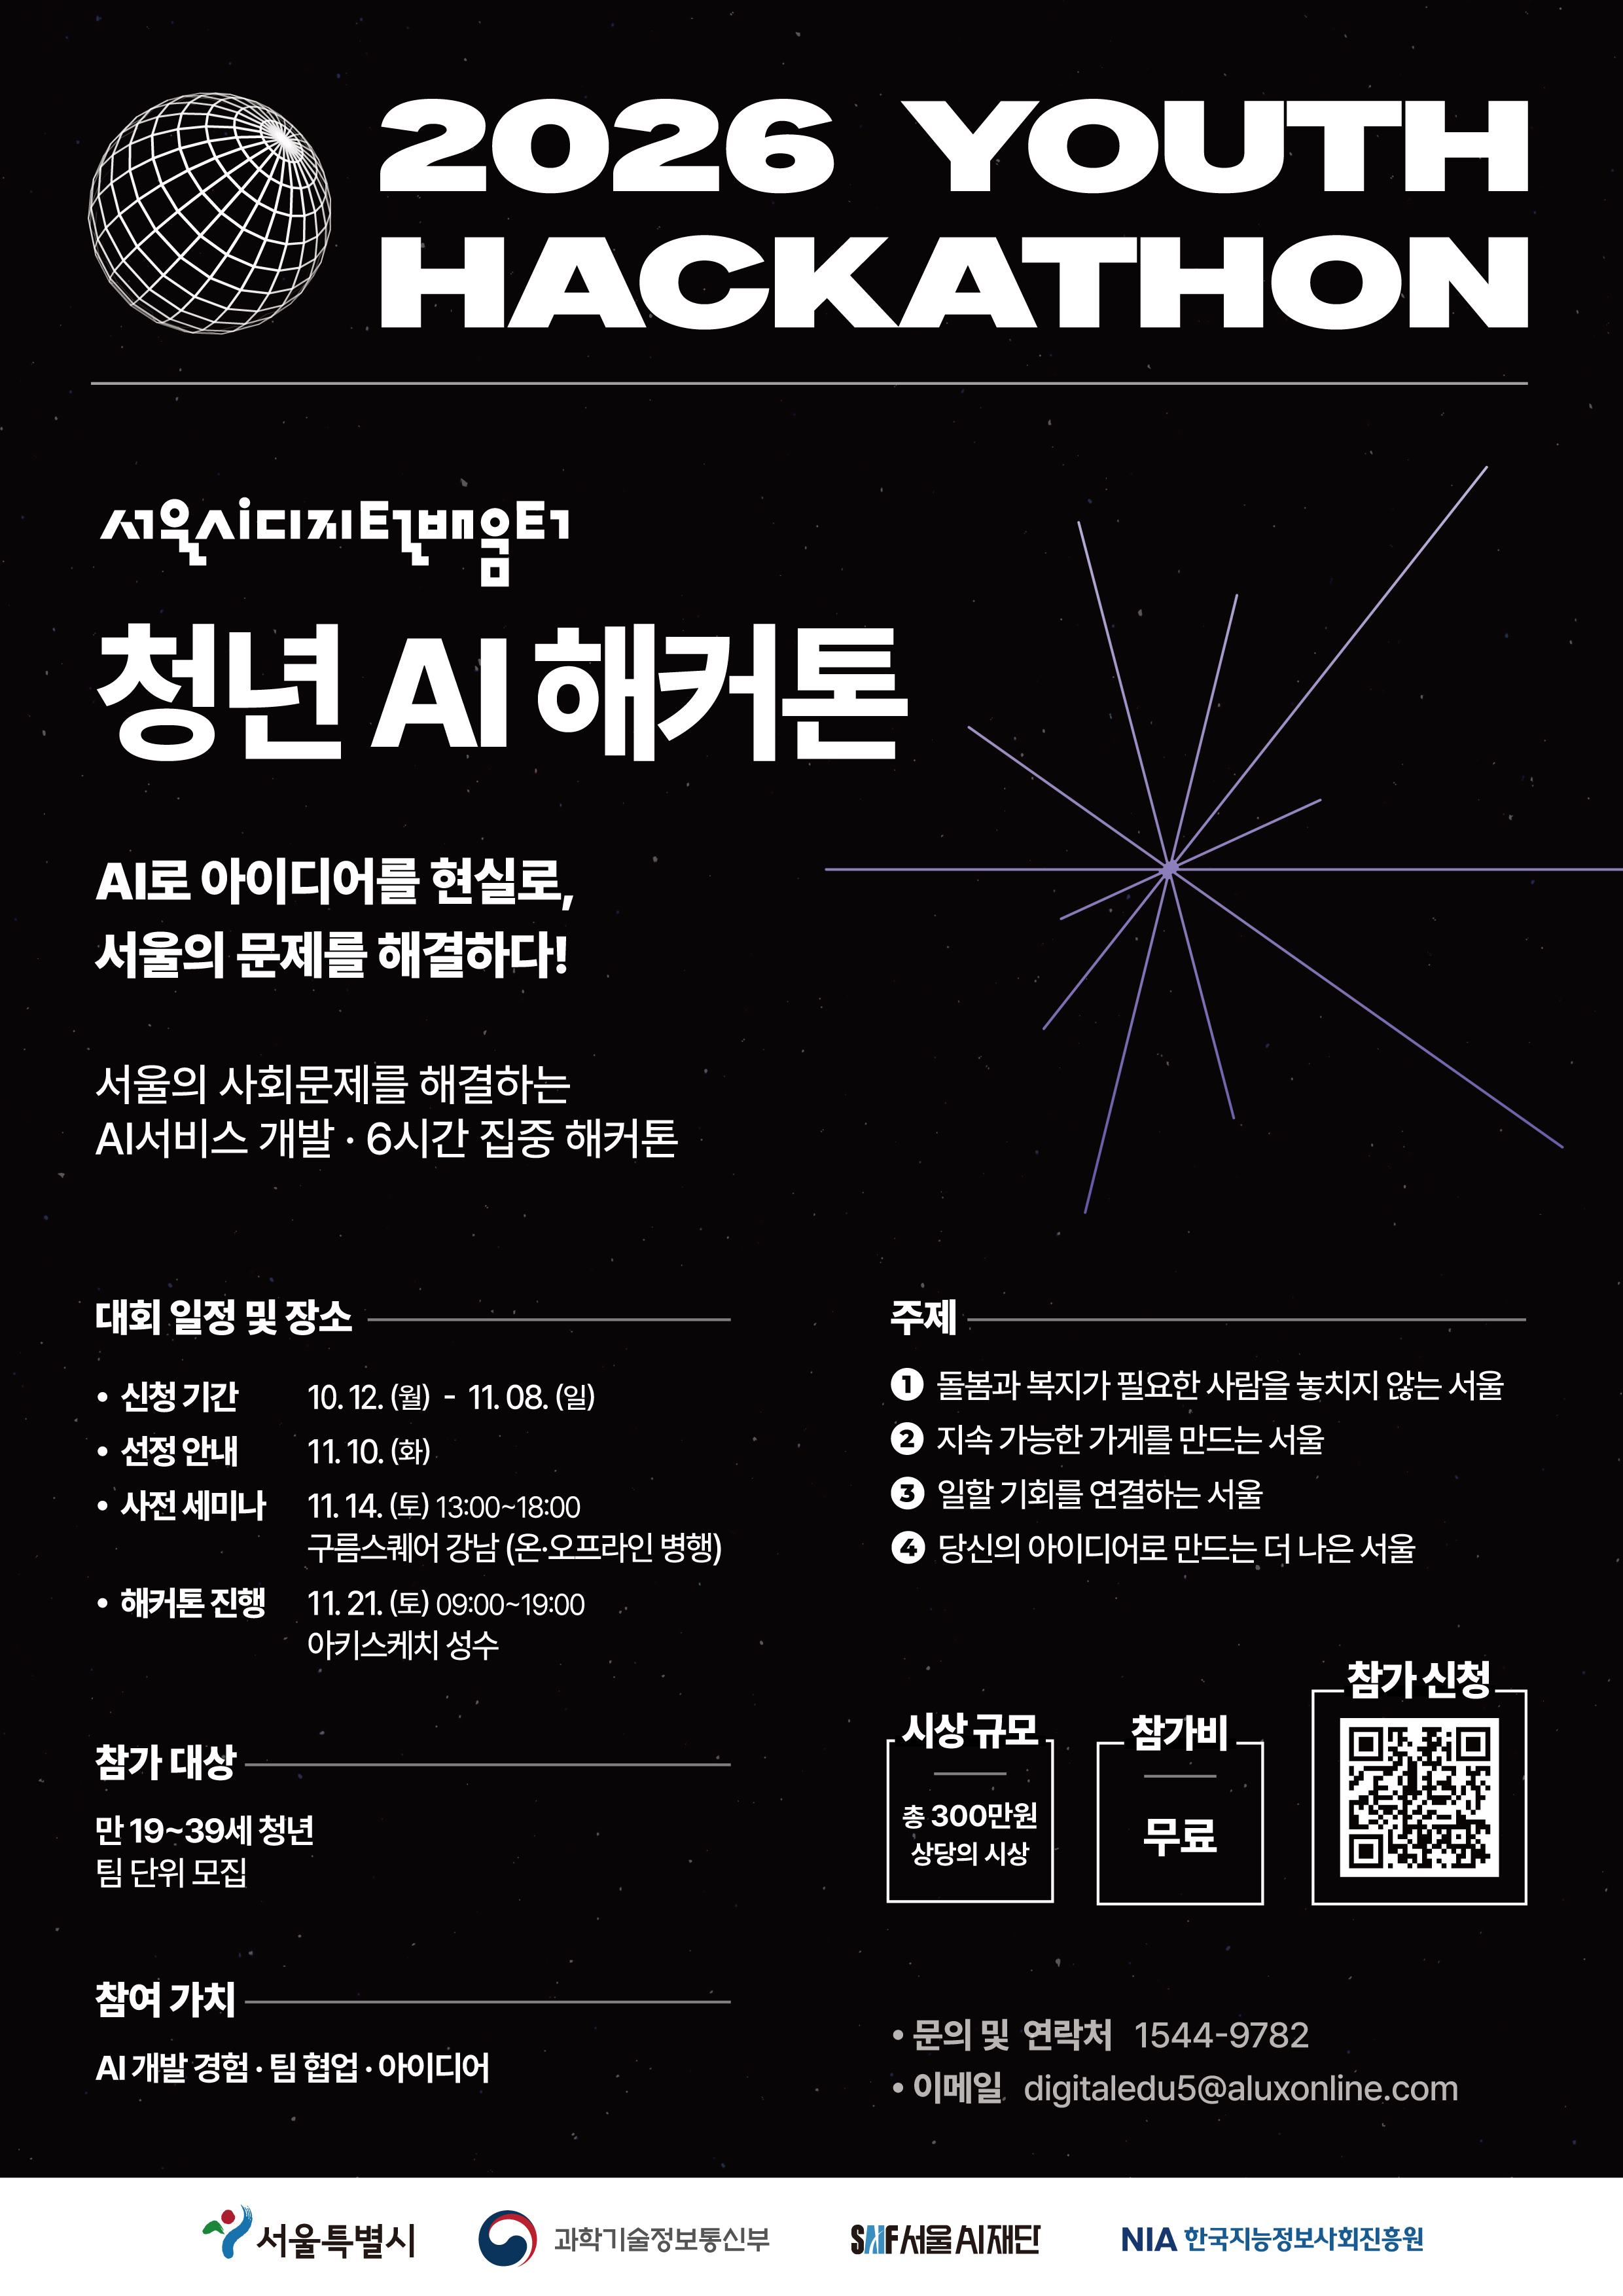 2026 YOUTH
HACKATHON
서울시디지털배움터
청년 AI 해커톤
AI로 아이디어를 현실로,
서울의 문제를 해결하다!
서울의 사회문제를 해결하는
AI서비스 개발 · 6시간 집중 해커톤
대회 일정 및 장소
• 신청 기간 10. 12. (월) - 11. 08. (일)
• 선정 안내 11. 10. (화)
• 사전 세미나 11. 14. (토) 13:00~18:00
구름스퀘어 강남 (온·오프라인 병행)
• 해커톤 진행 11. 21. (토) 09:00~19:00
아키스케치 성수
참가 대상
만 19~39세 청년
팀 단위 모집
참여 가치
AI 개발 경험 · 팀 협업 · 아이디어
주제
1 돌봄과 복지가 필요한 사람을 놓치지 않는 서울
2 지속 가능한 가게를 만드는 서울
3 일할 기회를 연결하는 서울
4 당신의 아이디어로 만드는 더 나은 서울
시상 규모
총 300만원
상당의 시상
참가비
무료
참가 신청
• 문의 및 연락처 1544-9782
• 이메일 digitaledu5@aluxonline.com
서울특별시
과학기술정보통신부
SAIF 서울AI재단
NIA 한국지능정보사회진흥원